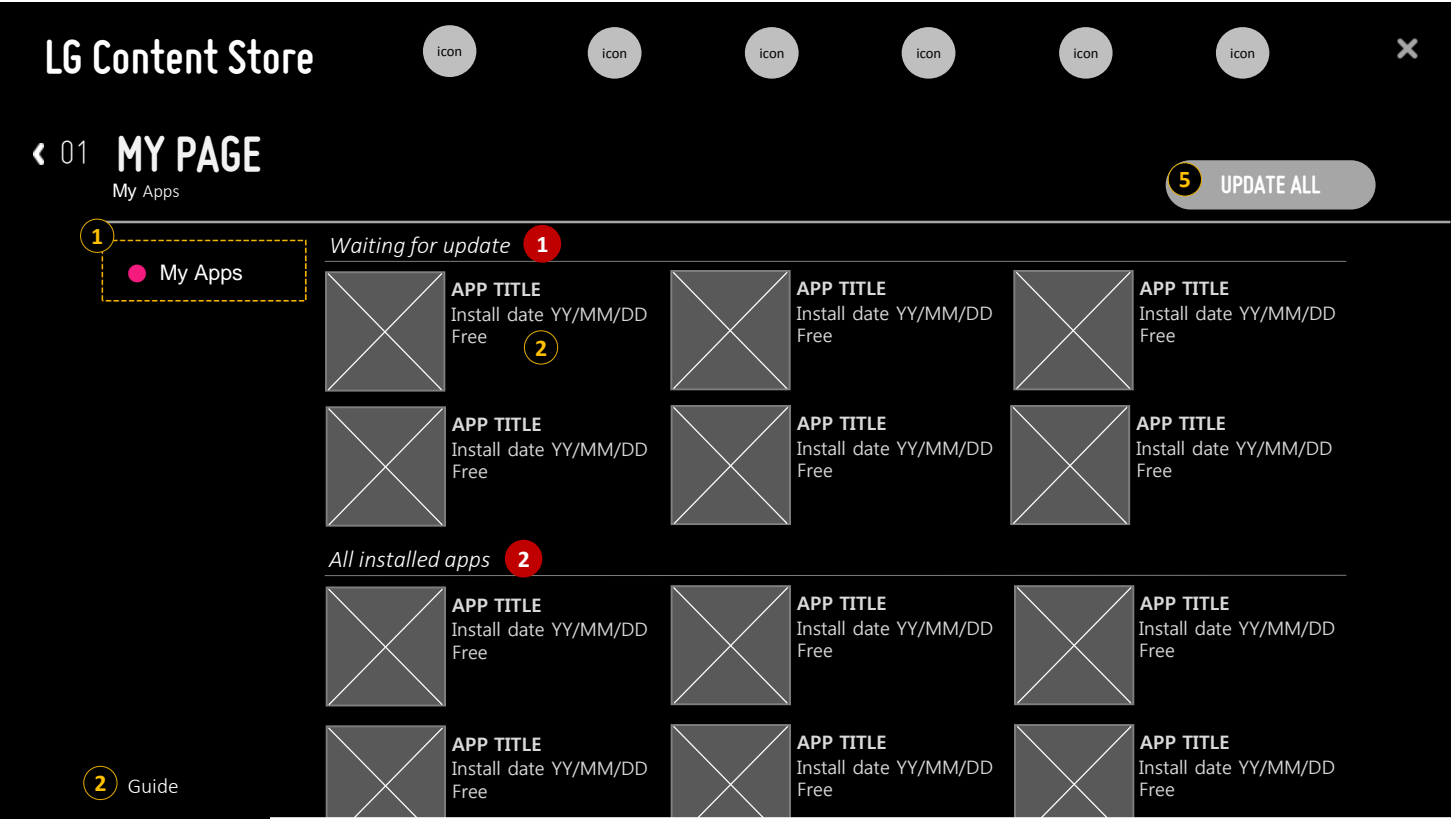 LG Content Store
icon icon icon icon icon icon
01 MY PAGE
My Apps
5 UPDATE ALL
1
My Apps
Waiting for update 1
APP TITLE APP TITLE APP TITLE
Install date YY/MM/DD Install date YY/MM/DD Install date YY/MM/DD
Free 2 Free Free
APP TITLE APP TITLE APP TITLE
Install date YY/MM/DD Install date YY/MM/DD Install date YY/MM/DD
Free Free Free
All installed apps 2
APP TITLE APP TITLE APP TITLE
Install date YY/MM/DD Install date YY/MM/DD Install date YY/MM/DD
Free Free Free
APP TITLE APP TITLE APP TITLE
Install date YY/MM/DD Install date YY/MM/DD Install date YY/MM/DD
Free Free Free
2 Guide